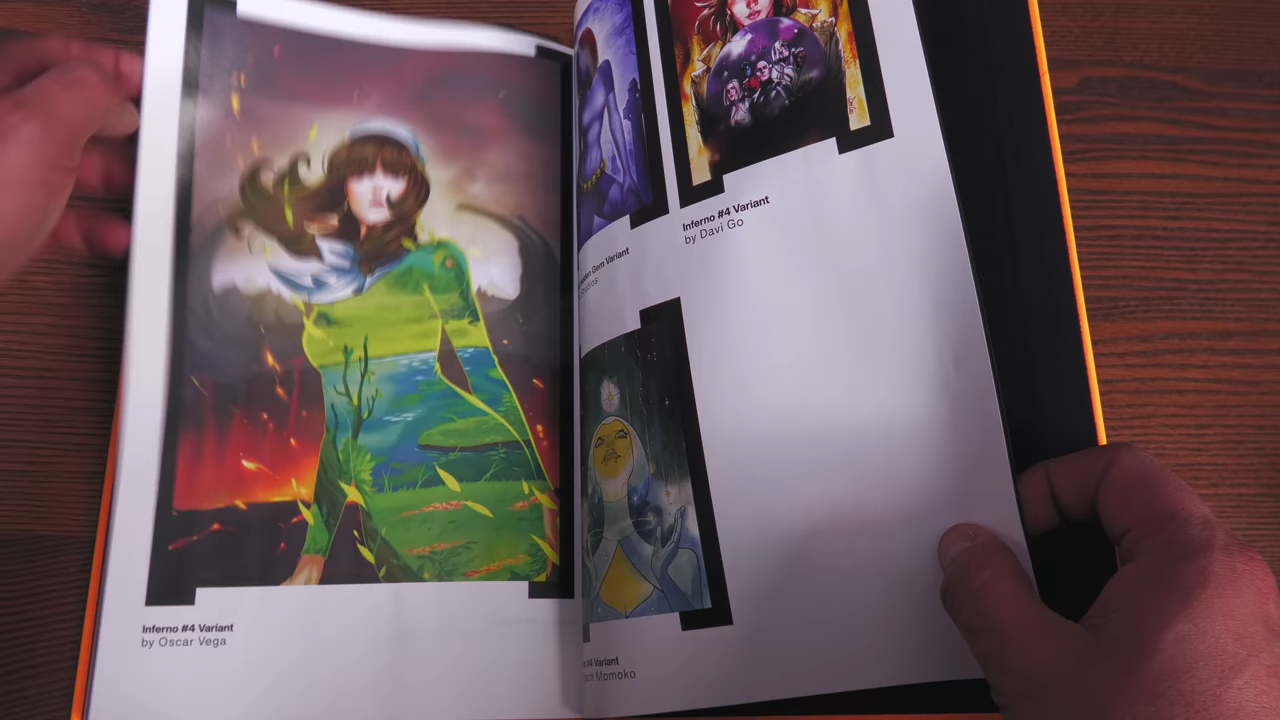 Inferno #4 Variant
by Oscar Vega
Gem Variant
Inferno #4 Variant
by Davi Go
#4 Variant
Momoko